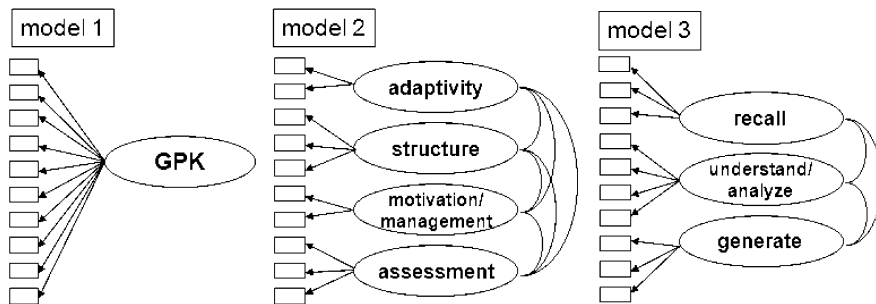 model 1
GPK
model 2
adaptivity
structure
motivation/
management
assessment
model 3
recall
understand/
analyze
generate